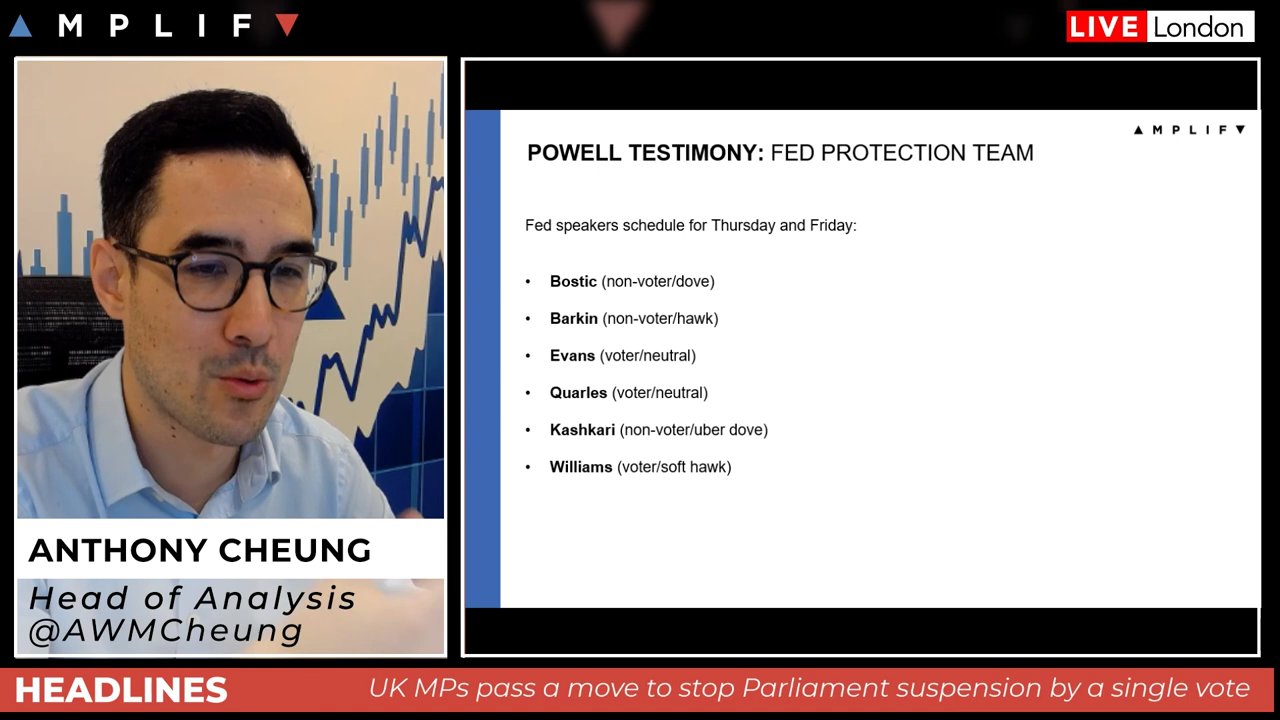 ▲ M P L I F ▼
LIVE London
▲ M P L I F ▼
POWELL TESTIMONY: FED PROTECTION TEAM
Fed speakers schedule for Thursday and Friday:
• Bostic (non-voter/dove)
• Barkin (non-voter/hawk)
• Evans (voter/neutral)
• Quarles (voter/neutral)
• Kashkari (non-voter/uber dove)
• Williams (voter/soft hawk)
ANTHONY CHEUNG
Head of Analysis
@AWMCheung
HEADLINES UK MPs pass a move to stop Parliament suspension by a single vote